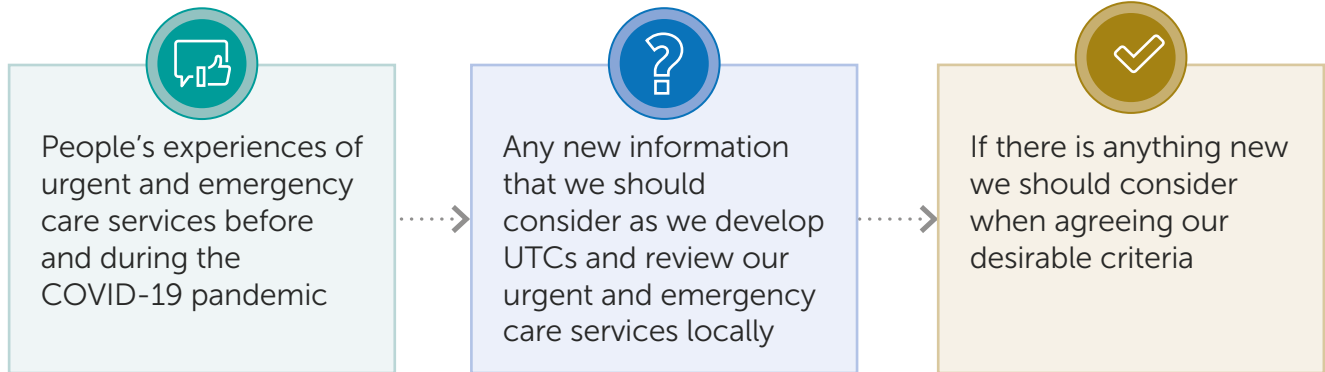 People’s experiences of
urgent and emergency
care services before
and during the
COVID-19 pandemic
Any new information
that we should
consider as we develop
UTCs and review our
urgent and emergency
care services locally
If there is anything new
we should consider
when agreeing our
desirable criteria